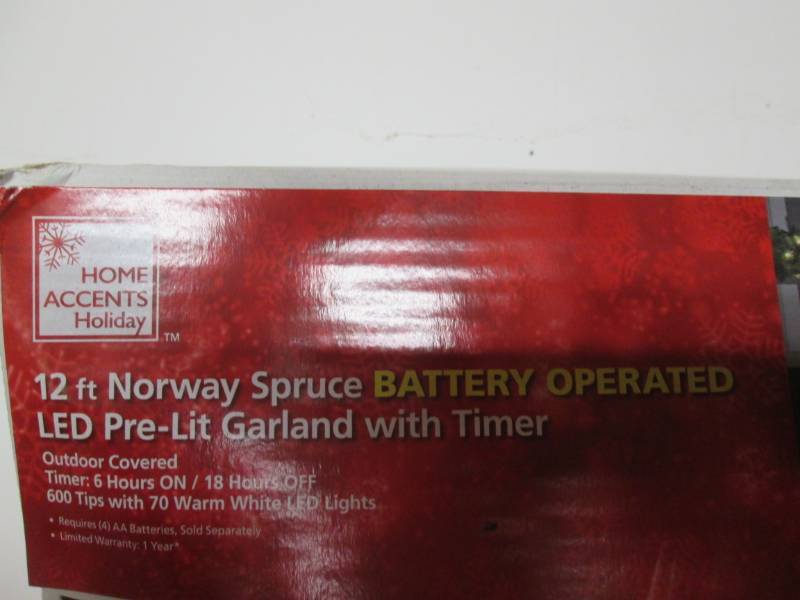 HOME
ACCENTS
Holiday
TM
12 ft Norway Spruce BATTERY OPERATED
LED Pre-Lit Garland with Timer
Outdoor Covered
Timer: 6 Hours ON / 18 Hours OFF
600 Tips with 70 Warm White LED Lights
• Requires (4) AA Batteries, Sold Separately
• Limited Warranty: 1 Year*